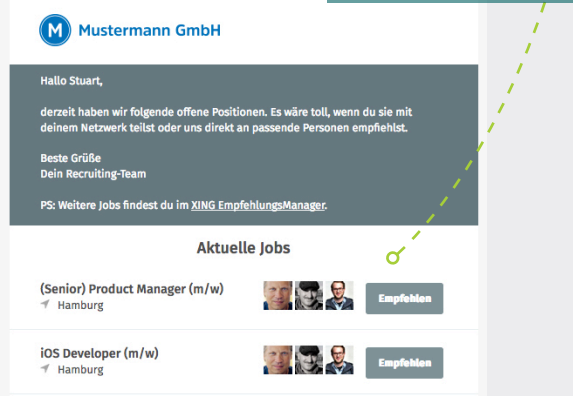 M Mustermann GmbH
Hallo Stuart,
derzeit haben wir folgende offene Positionen. Es wäre toll, wenn du sie mit
deinem Netzwerk teilst oder uns direkt an passende Personen empfiehlst.
Beste Grüße
Dein Recruiting-Team
PS: Weitere Jobs findest du im XING EmpfehlungsManager.
Aktuelle Jobs
(Senior) Product Manager (m/w)
Hamburg
Empfehlen
iOS Developer (m/w)
Hamburg
Empfehlen